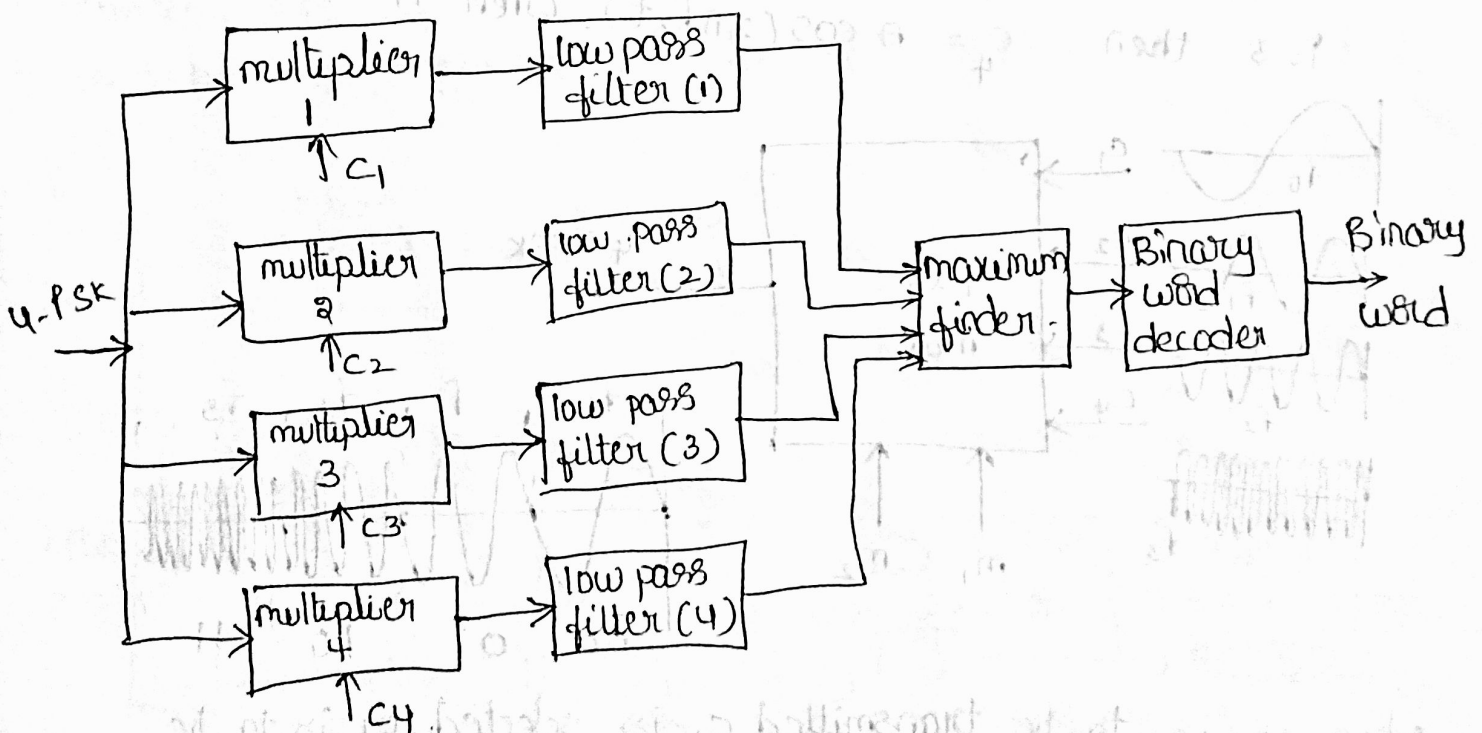 multiplier
1
C1
low pass
filter (1)
multiplier
2
C2
low pass
filter (2)
4-PSK
multiplier
3
C3
low pass
filter (3)
multiplier
4
C4
low pass
filter (4)
maximum
finder.
Binary
word
decoder
Binary
word